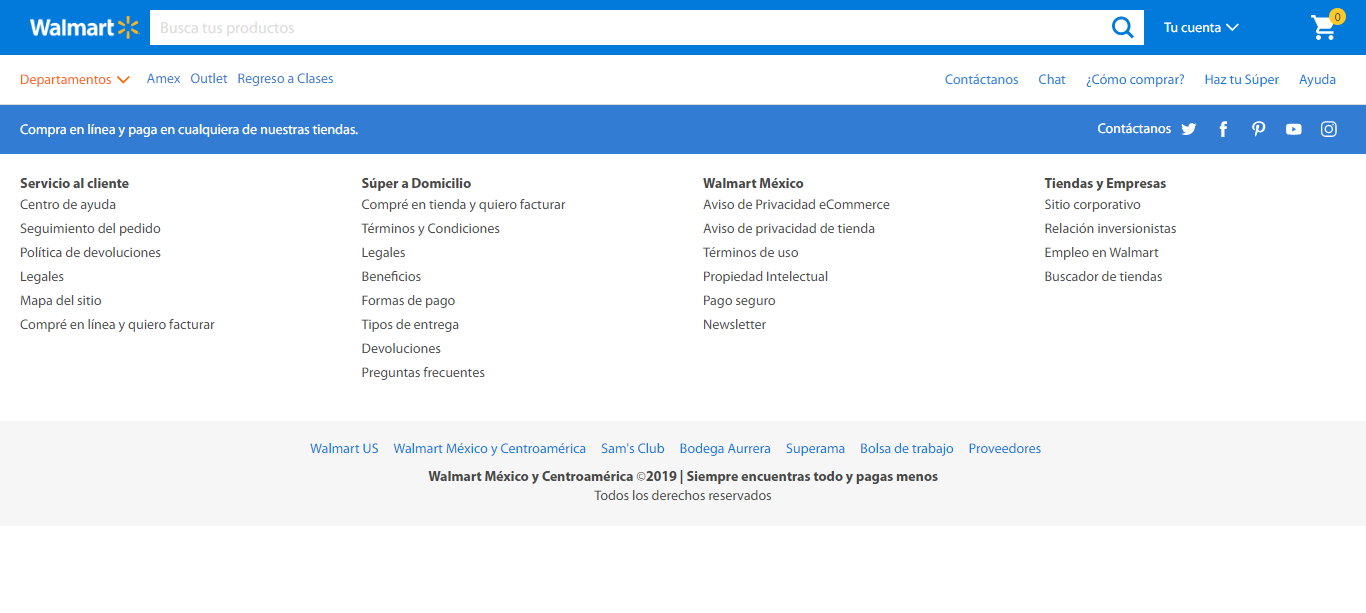 Walmart
Busca tus productos
Tu cuenta
0
Departamentos Amex Outlet Regreso a Clases
Contáctanos Chat ¿Cómo comprar? Haz tu Súper Ayuda
Compra en línea y paga en cualquiera de nuestras tiendas.
Contáctanos
Servicio al cliente
Centro de ayuda
Seguimiento del pedido
Política de devoluciones
Legales
Mapa del sitio
Compré en línea y quiero facturar
Súper a Domicilio
Compré en tienda y quiero facturar
Términos y Condiciones
Legales
Beneficios
Formas de pago
Tipos de entrega
Devoluciones
Preguntas frecuentes
Walmart México
Aviso de Privacidad eCommerce
Aviso de privacidad de tienda
Términos de uso
Propiedad Intelectual
Pago seguro
Newsletter
Tiendas y Empresas
Sitio corporativo
Relación inversionistas
Empleo en Walmart
Buscador de tiendas
Walmart US Walmart México y Centroamérica Sam's Club Bodega Aurrera Superama Bolsa de trabajo Proveedores
Walmart México y Centroamérica ©2019 | Siempre encuentras todo y pagas menos
Todos los derechos reservados